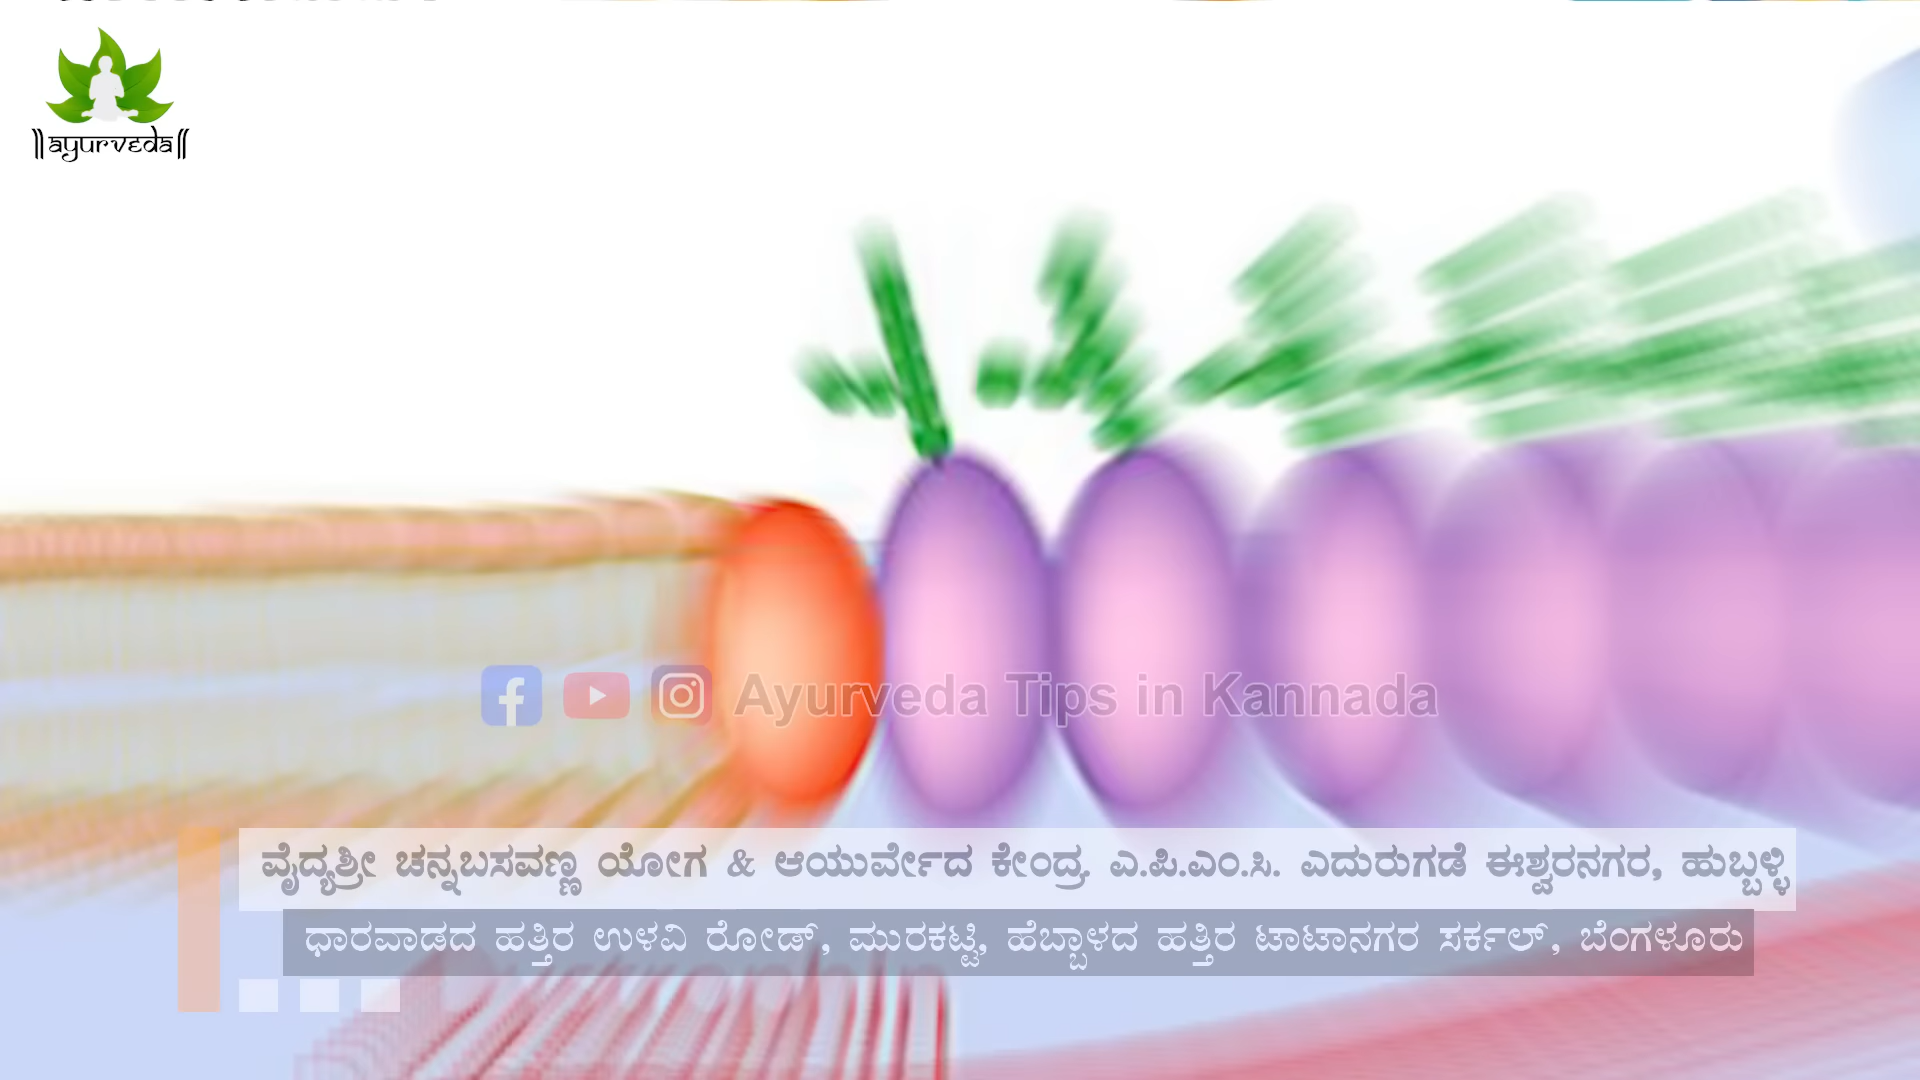 ||ayurveda||
Ayurveda Tips in Kannada
ವೈದ್ಯಶ್ರೀ ಚನ್ನಬಸವಣ್ಣ ಯೋಗ & ಆಯುರ್ವೇದ ಕೇಂದ್ರ, ಎ.ಪಿ.ಎಂ.ಸಿ. ಎದುರುಗಡೆ ಈಶ್ವರನಗರ, ಹುಬ್ಬಳ್ಳಿ
ಧಾರವಾಡದ ಹತ್ತಿರ ಉಳವಿ ರೋಡ್, ಮುರಕಟ್ಟಿ, ಹೆಬ್ಬಾಳದ ಹತ್ತಿರ ಟಾಟಾನಗರ ಸರ್ಕಲ್, ಬೆಂಗಳೂರು